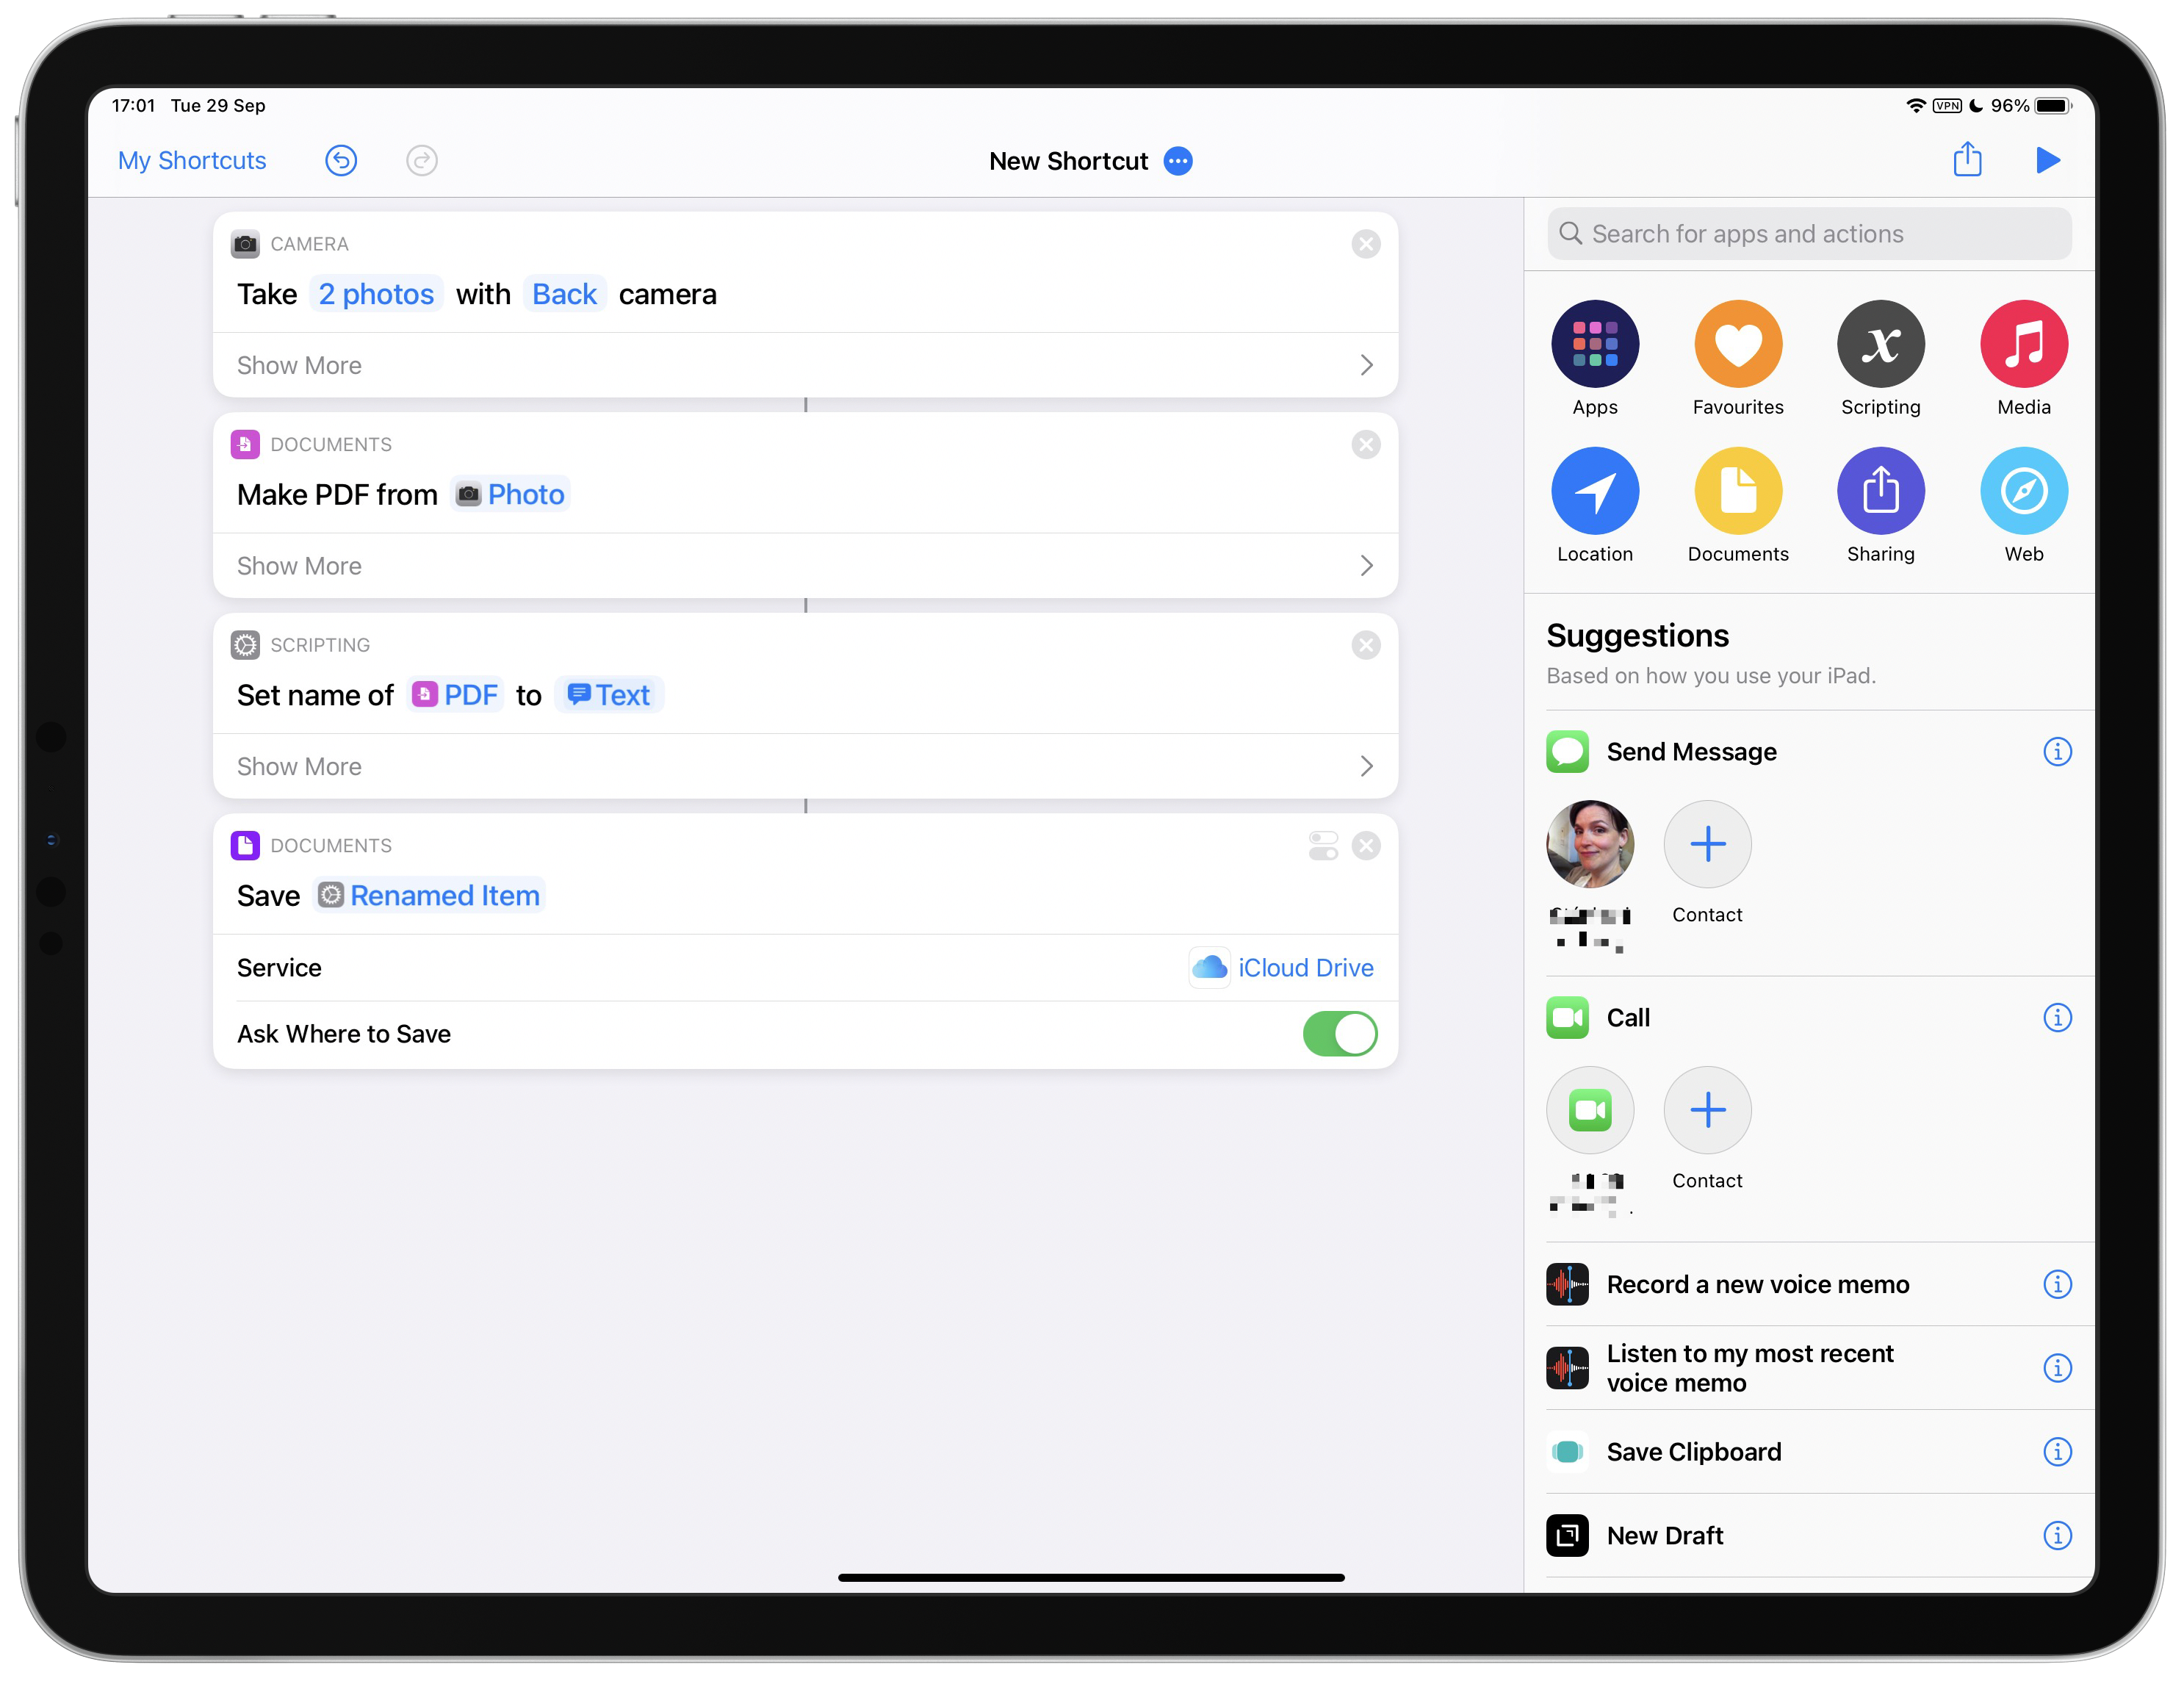 17:01 Tue 29 Sep
VPN 96%
My Shortcuts
New Shortcut
CAMERA
Take 2 photos with Back camera
Show More
DOCUMENTS
Make PDF from Photo
Show More
SCRIPTING
Set name of PDF to Text
Show More
DOCUMENTS
Save Renamed Item
Service iCloud Drive
Ask Where to Save
Search for apps and actions
Apps Favourites Scripting Media
Location Documents Sharing Web
Suggestions
Based on how you use your iPad.
Send Message
Contact
Call
Contact
Record a new voice memo
Listen to my most recent
voice memo
Save Clipboard
New Draft